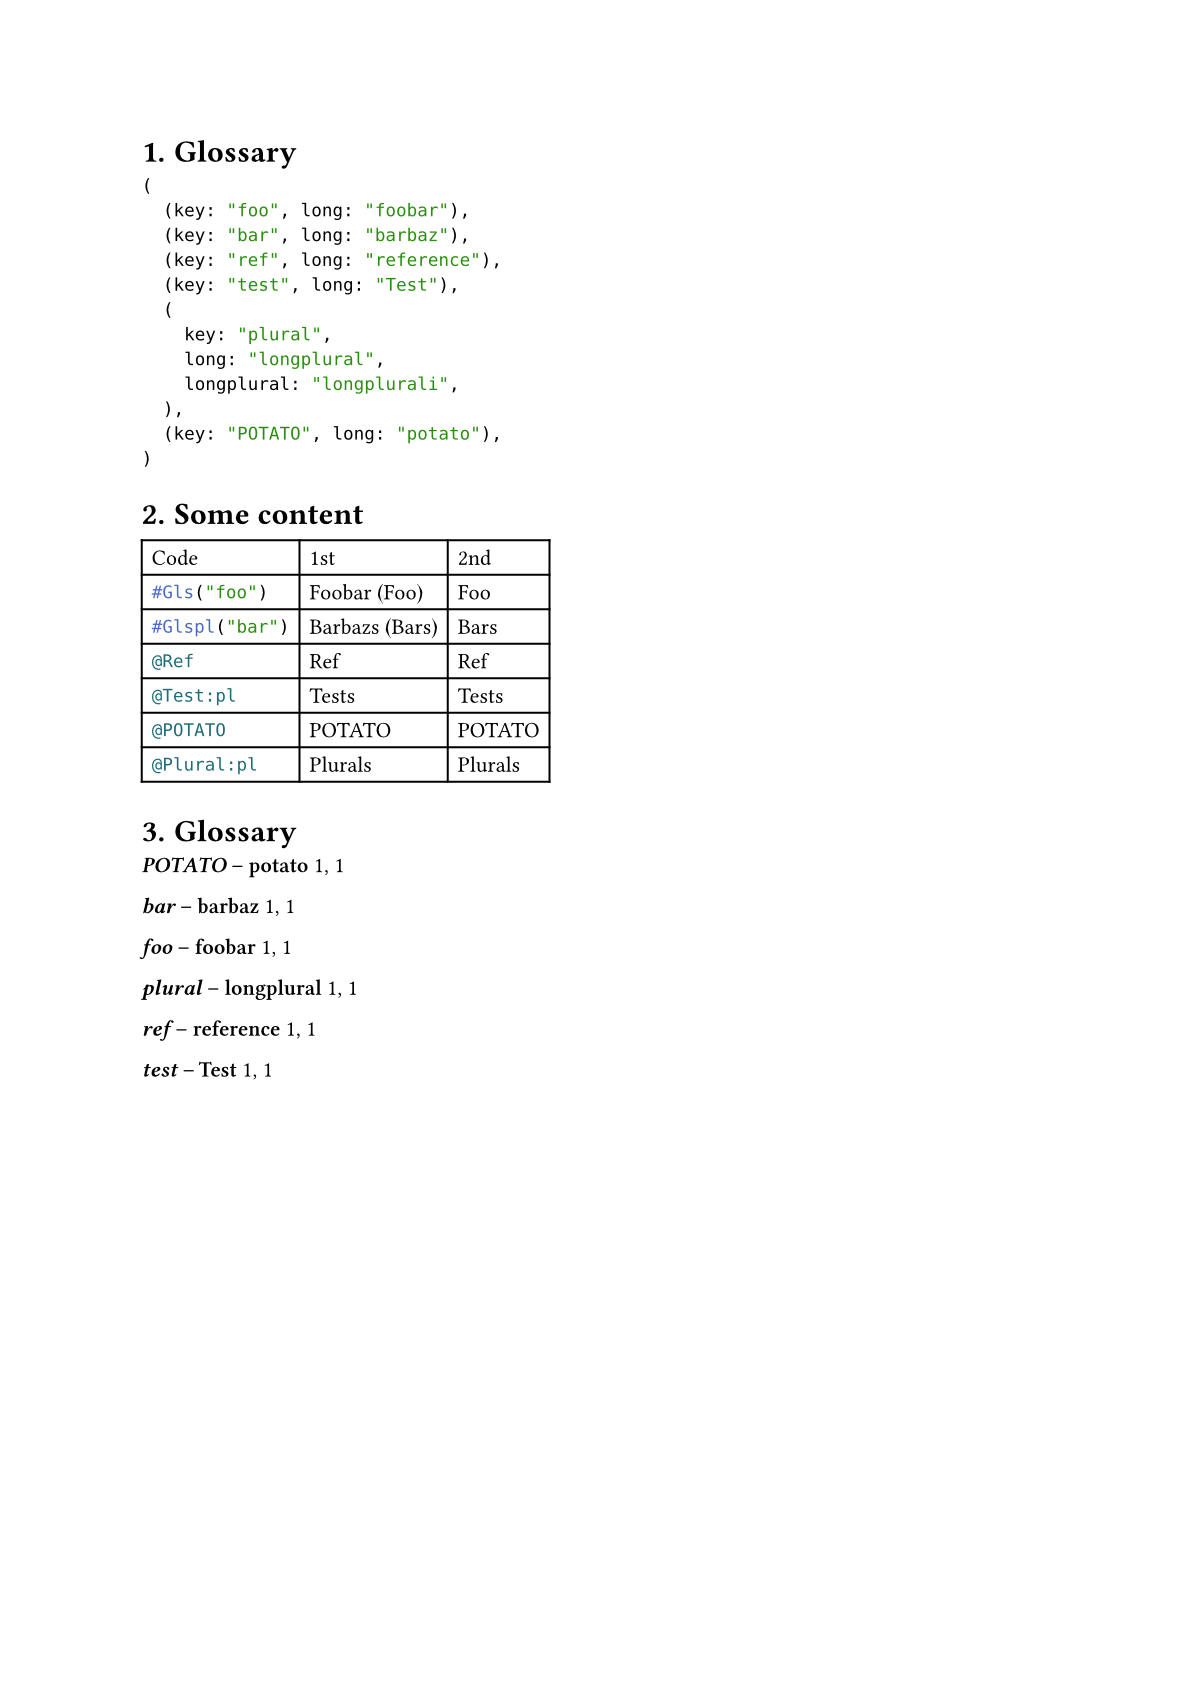 1. Glossary
(
  (key: "foo", long: "foobar"),
  (key: "bar", long: "barbaz"),
  (key: "ref", long: "reference"),
  (key: "test", long: "Test"),
  (
    key: "plural",
    long: "longplural",
    longplural: "longplurali",
  ),
  (key: "POTATO", long: "potato"),
)
2. Some content
Code 1st 2nd
#Gls("foo") Foobar (Foo) Foo
#Glspl("bar") Barbazs (Bars) Bars
@Ref Ref Ref
@Test:pl Tests Tests
@POTATO POTATO POTATO
@Plural:pl Plurals Plurals
3. Glossary
POTATO – potato 1, 1
bar – barbaz 1, 1
foo – foobar 1, 1
plural – longplural 1, 1
ref – reference 1, 1
test – Test 1, 1